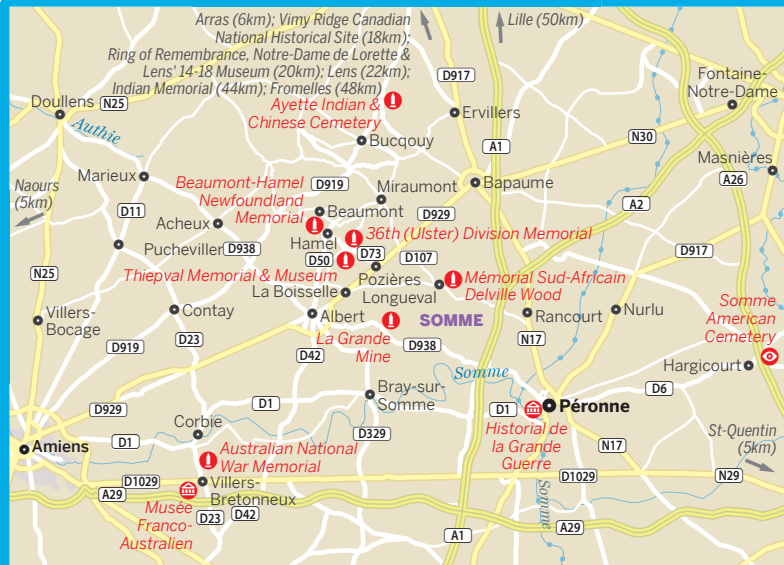 Arras (6km); Vimy Ridge Canadian
National Historical Site (18km);
Ring of Remembrance, Notre-Dame de Lorette &
Lens' 14-18 Museum (20km); Lens (22km);
Indian Memorial (44km); Fromelles (48km)
Lille (50km)
D917
Fontaine-
Notre-Dame
Doullens
N25
Authie
Ayette Indian &
Chinese Cemetery
Ervillers
N30
Bucqouy
A1
Masnières
Marieux
Beaumont-Hamel
Newfoundland
Memorial
D919
Miraumont
Bapaume
A26
Naours
(5km)
D11
Acheux
Beaumont
D929
A2
Hamel
36th (Ulster) Division Memorial
Puchevillier
D938
D50
D73
D107
D917
N25
Thiepval Memorial & Museum
Pozières
Mémorial Sud-Africain
Delville Wood
La Boisselle
Longueval
Villers-
Bocage
Contay
Albert
SOMME
Rancourt
Nurlu
Somme
American
Cemetery
D23
La Grande
Mine
N17
D919
D42
D938
Somme
Hargicourt
D6
Bray-sur-
Somme
D929
D1
D1
Péronne
Corbie
D329
Historial de
la Grande
Guerre
Amiens
D1
Australian National
War Memorial
N17
St-Quentin
(5km)
D1029
Villers-
Bretonneux
D1029
N29
A29
Musée
Franco-
Australien
D23
D42
Somme
A29
A1